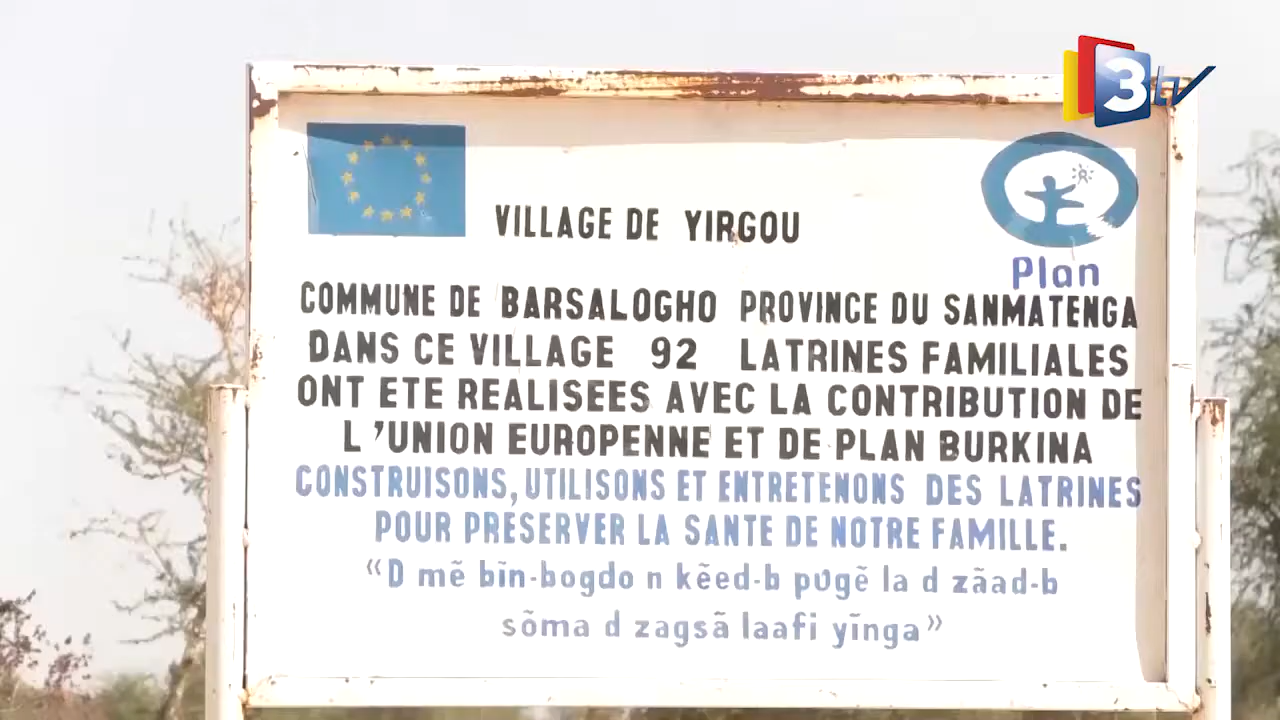 3tv
VILLAGE DE YIRGOU
Plan
COMMUNE DE BARSALOGHO PROVINCE DU SANMATENGA
DANS CE VILLAGE 92 LATRINES FAMILIALES
ONT ETE REALISEES AVEC LA CONTRIBUTION DE
L'UNION EUROPENNE ET DE PLAN BURKINA
CONSTRUISONS, UTILISONS ET ENTRETENONS DES LATRINES
POUR PRESERVER LA SANTE DE NOTRE FAMILLE.
“D mẽ bĩn-bogdo n kẽed-b pʋgẽ la d zãad-b
sõma d zagsã laafi yĩnga”